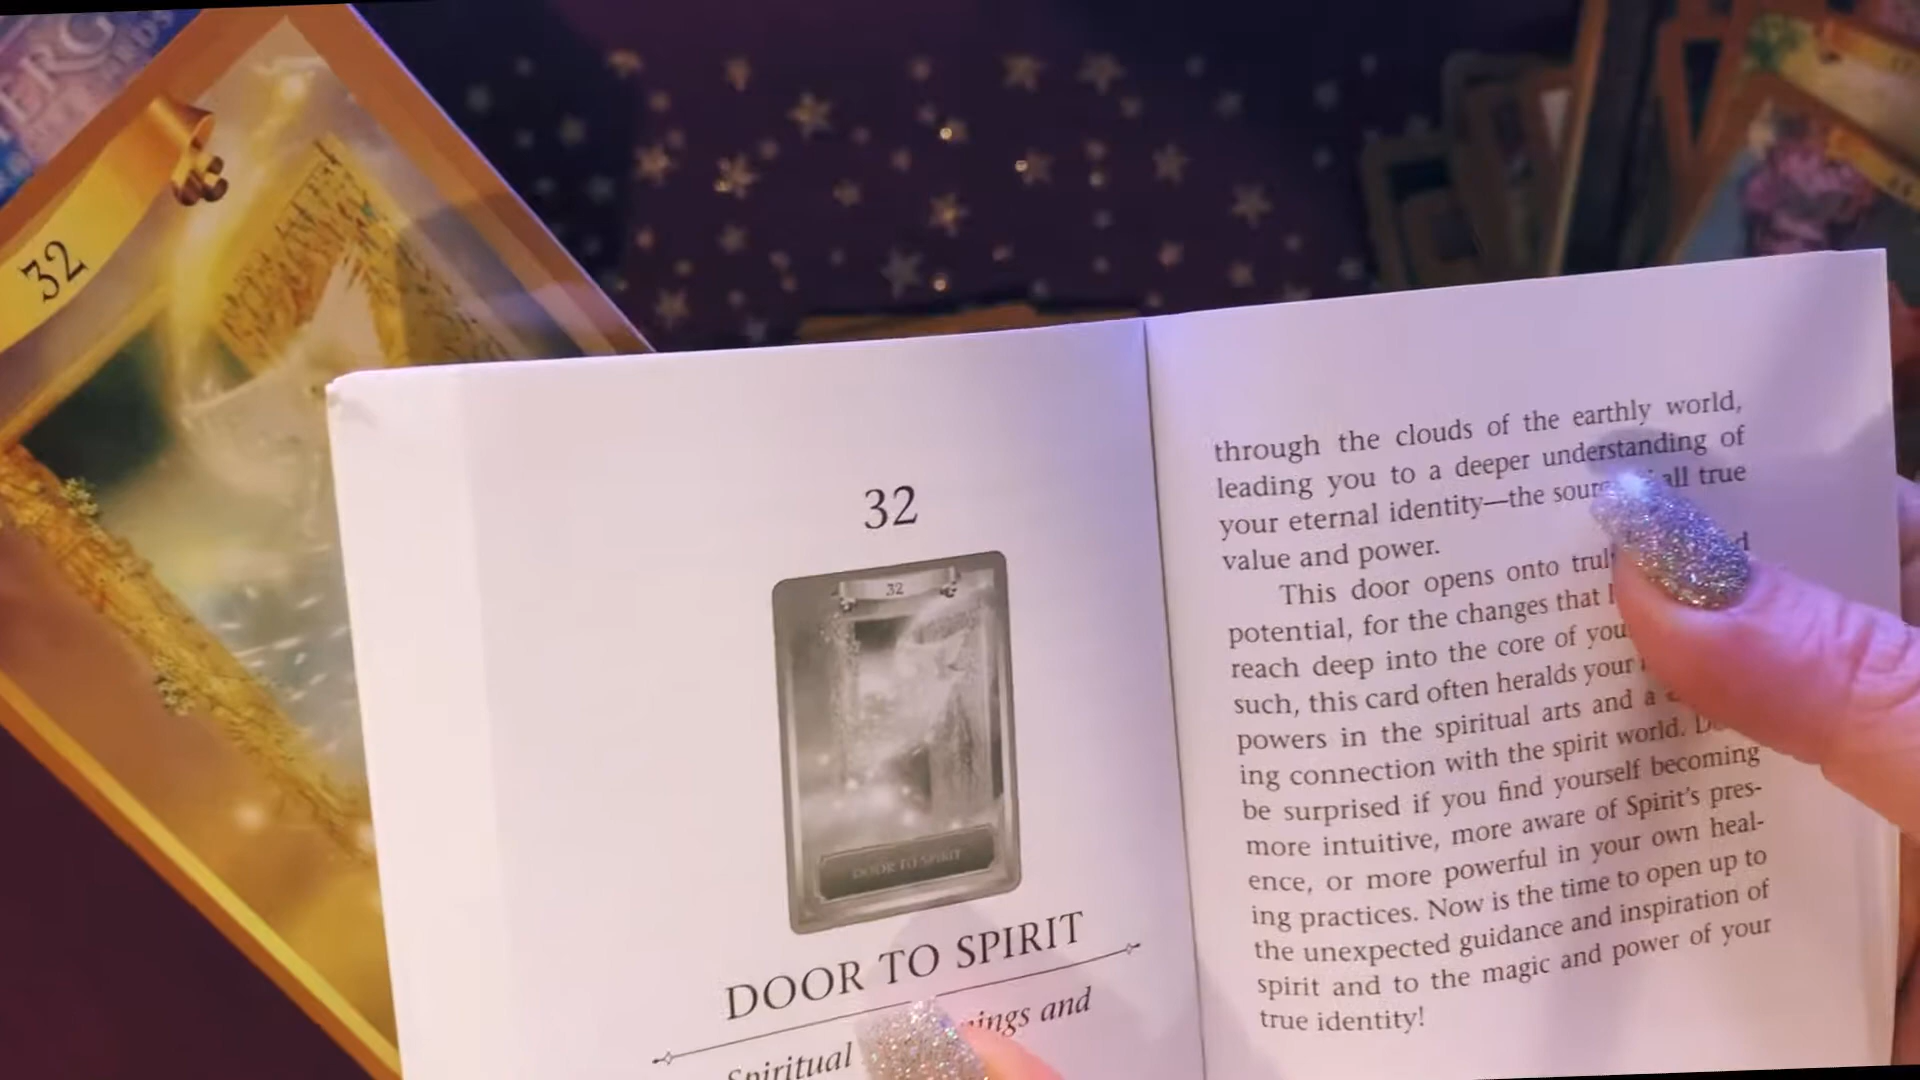 ERG
32
32
32
DOOR TO SPIRIT
DOOR TO SPIRIT
Spiritual ings and
through the clouds of the earthly world,
leading you to a deeper understanding of
your eternal identity—the sour all true
value and power.
This door opens onto
potential, for the changes that
reach deep into the core of
such, this card often heralds your
powers in the spiritual arts and a
ing connection with the spirit world.
be surprised if you find yourself becoming
more intuitive, more aware of Spirit's pres-
ence, or more powerful in your own heal-
ing practices. Now is the time to open up to
the unexpected guidance and inspiration of
spirit and to the magic and power of your
true identity!